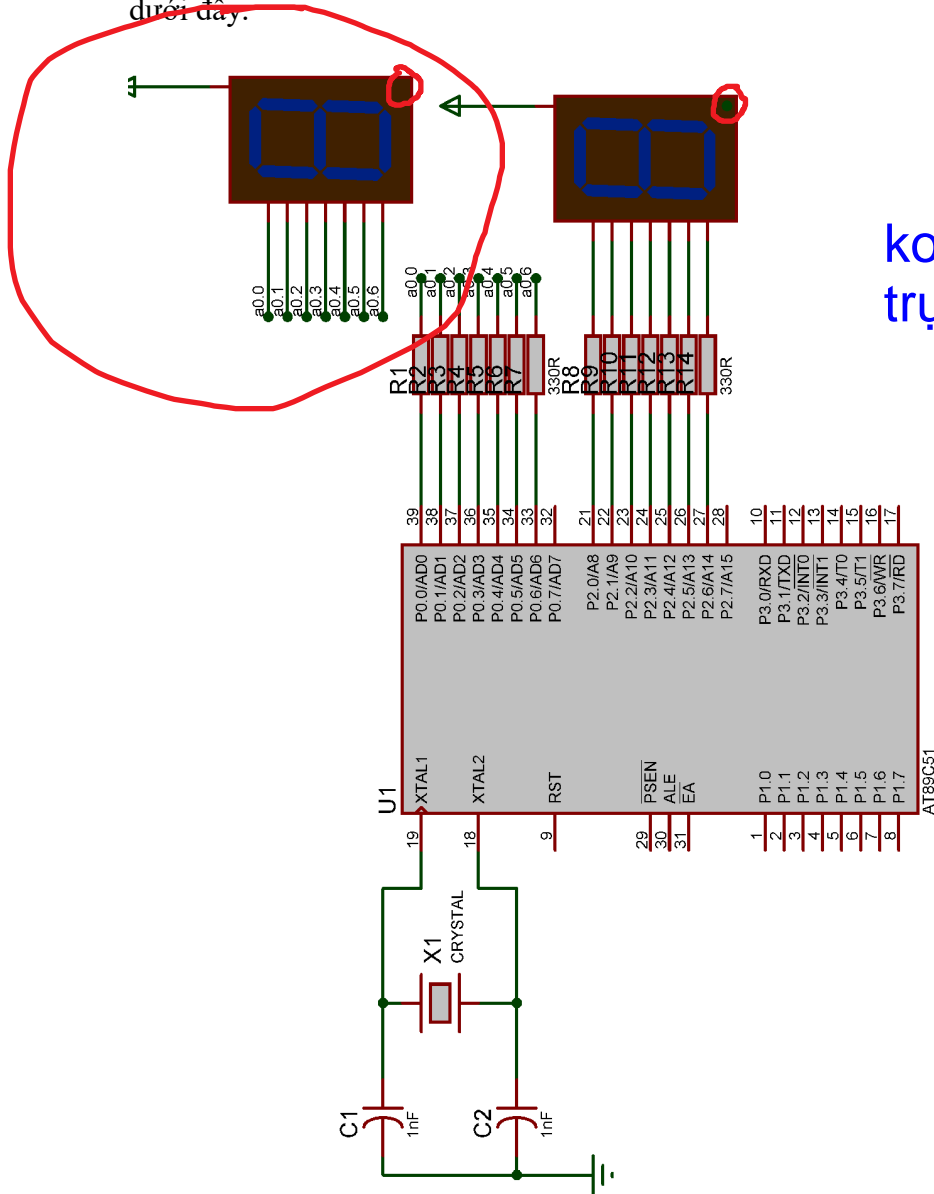 dưới đây.
ko
trụ
a0.0
a0.1
a0.2
a0.3
a0.4
a0.5
a0.6
a0.0
a0.1
a0.2
a0.3
a0.4
a0.5
a0.6
R1
R2
R3
R4
R5
R6
R7
330R
R8
R9
R10
R11
R12
R13
R14
330R
39
38
37
36
35
34
33
32
21
22
23
24
25
26
27
28
10
11
12
13
14
15
16
17
P0.0/AD0
P0.1/AD1
P0.2/AD2
P0.3/AD3
P0.4/AD4
P0.5/AD5
P0.6/AD6
P0.7/AD7
P2.0/A8
P2.1/A9
P2.2/A10
P2.3/A11
P2.4/A12
P2.5/A13
P2.6/A14
P2.7/A15
P3.0/RXD
P3.1/TXD
P3.2/INT0
P3.3/INT1
P3.4/T0
P3.5/T1
P3.6/WR
P3.7/RD
U1
XTAL1
XTAL2
RST
PSEN
ALE
EA
P1.0
P1.1
P1.2
P1.3
P1.4
P1.5
P1.6
P1.7
AT89C51
19
18
9
29
30
31
1
2
3
4
5
6
7
8
X1
CRYSTAL
C1
1nF
C2
1nF